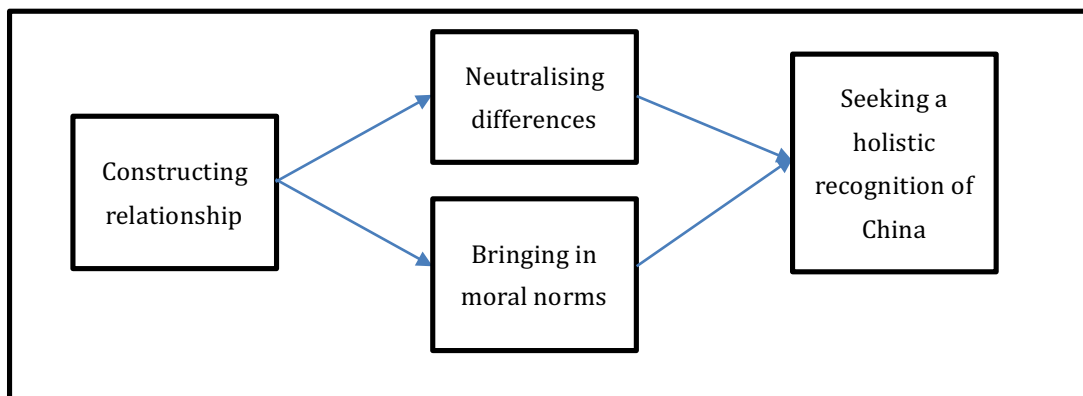 Constructing
relationship
Neutralising
differences
Bringing in
moral norms
Seeking a
holistic
recognition of
China